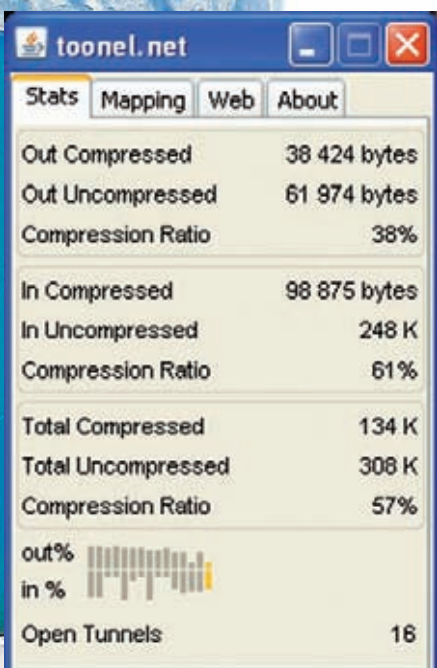 toonel.net
Stats Mapping Web About
Out Compressed 38 424 bytes
Out Uncompressed 61 974 bytes
Compression Ratio 38%
In Compressed 98 875 bytes
In Uncompressed 248 K
Compression Ratio 61%
Total Compressed 134 K
Total Uncompressed 308 K
Compression Ratio 57%
out%
in %
Open Tunnels 16